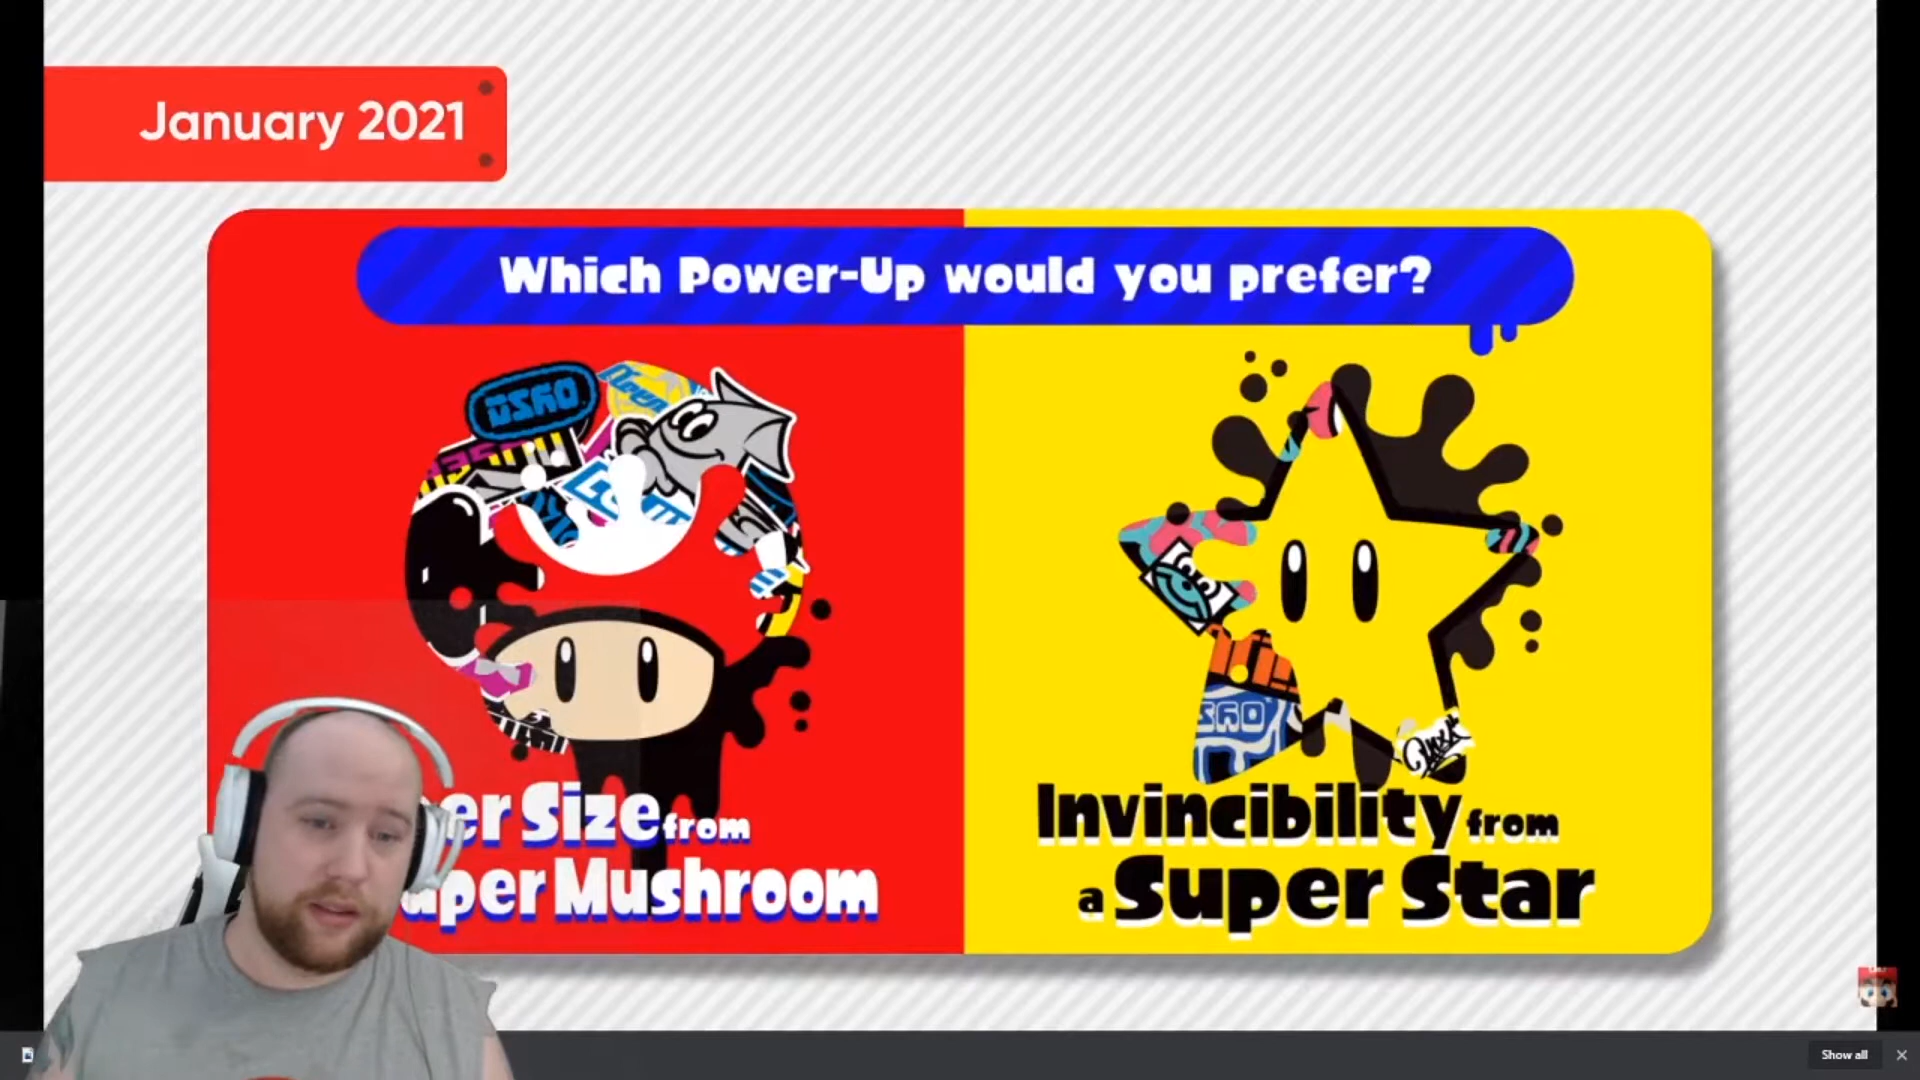 January 2021
Which Power-Up would you prefer?
er Size from
uper Mushroom
Invincibility from
a Super Star
Show all